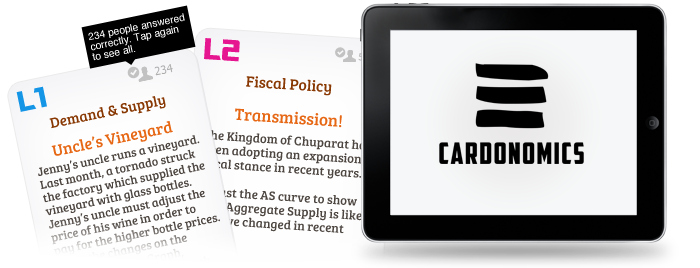 234 people answered
correctly. Tap again
to see all.
234
L1
Demand & Supply
Uncle's Vineyard
Jenny's uncle runs a vineyard.
Last month, a tornado struck
the factory which supplied the
vineyard with glass bottles.
Jenny's uncle must adjust the
price of his wine in order to
for the higher bottle prices.
changes on the
L2
Fiscal Policy
Transmission!
Kingdom of Chuparat
adopting an expansion
stance in recent years.
the AS curve to show
Aggregate Supply is like
changed in recent
CARDONOMICS